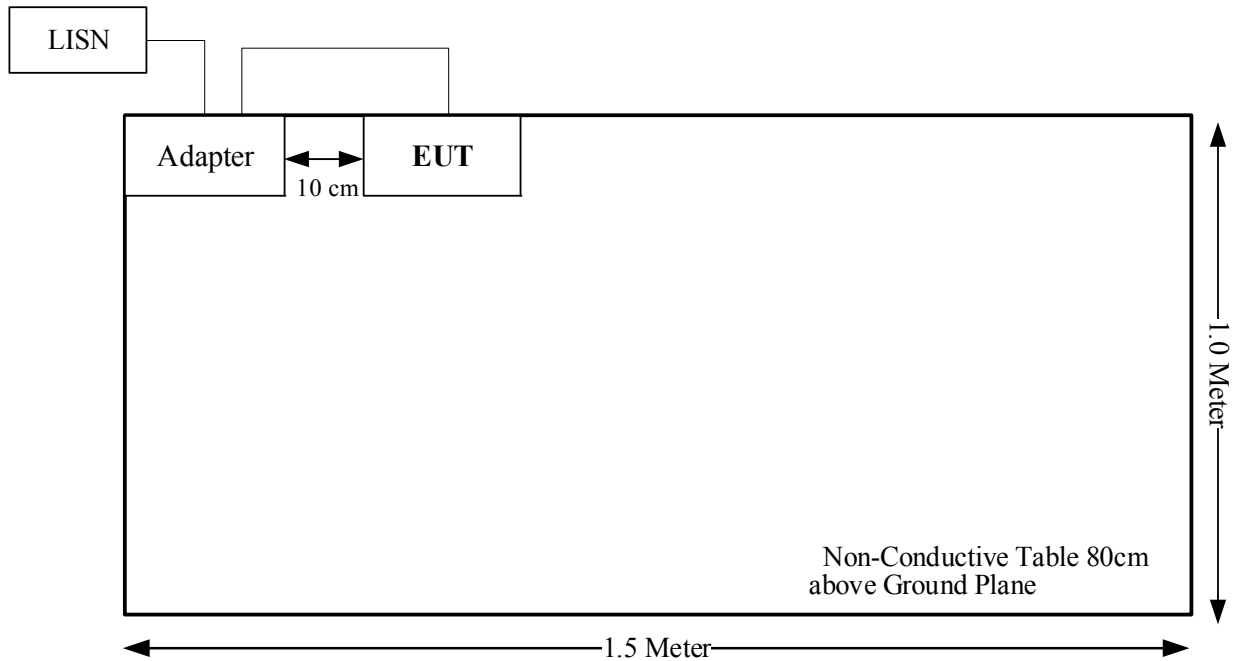 LISN
Adapter
EUT
10 cm
1.0 Meter
Non-Conductive Table 80cm
above Ground Plane
1.5 Meter